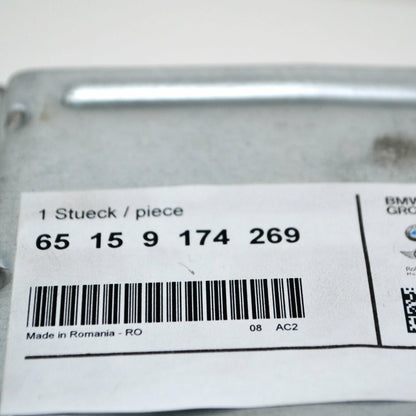 1 Stueck / piece
65 15 9 174 269
Made in Romania - RO
08 AC2
BMW
GRO